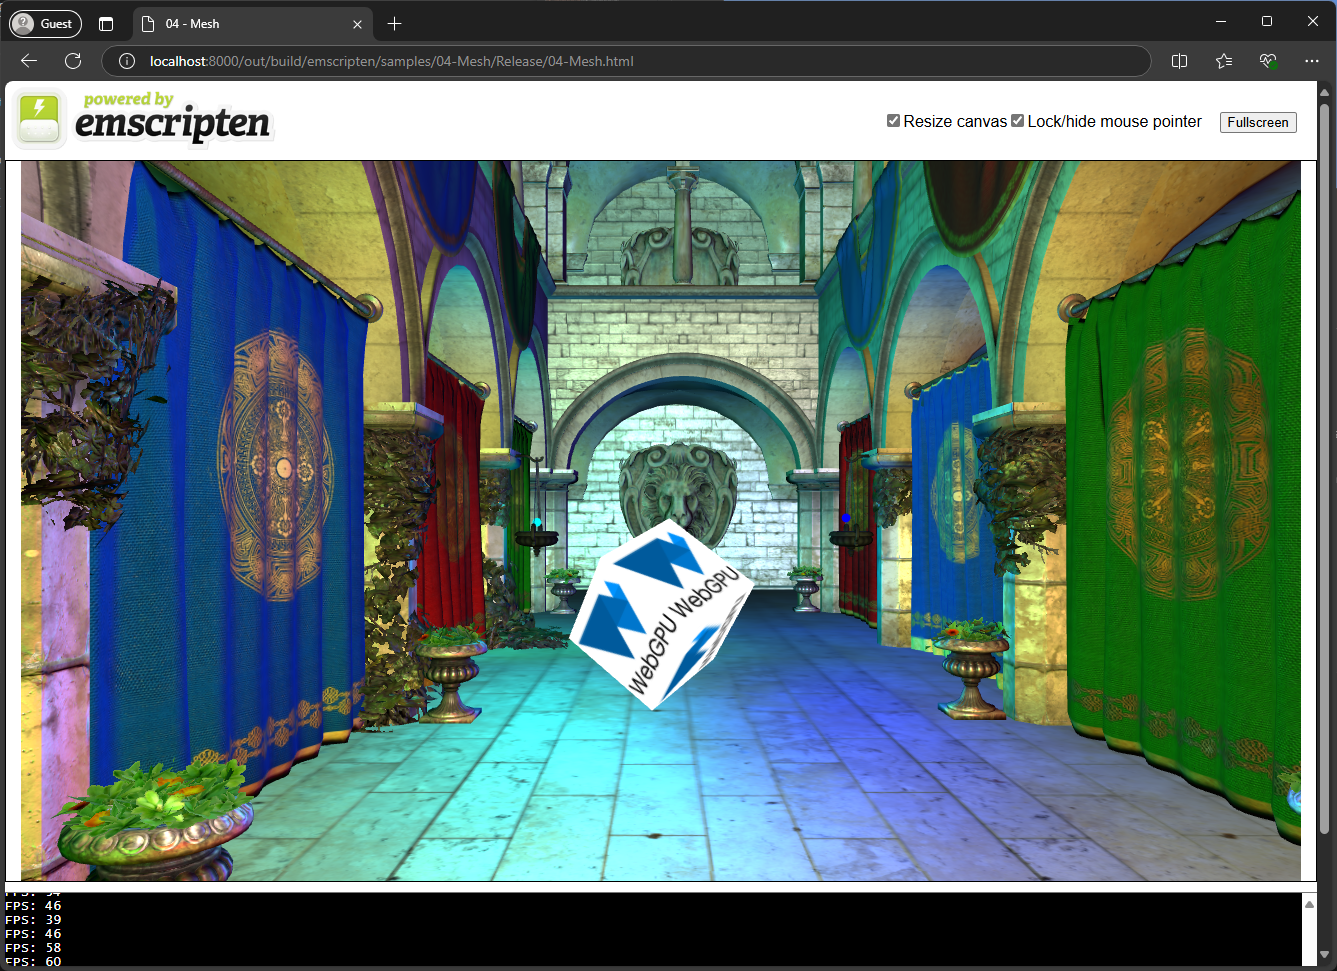 Guest
04 - Mesh
localhost:8000/out/build/emscripten/samples/04-Mesh/Release/04-Mesh.html
powered by
emscripten
Resize canvas
Lock/hide mouse pointer
Fullscreen
WebGPU
WebGPU
FPS: 46
FPS: 39
FPS: 46
FPS: 58
FPS: 60